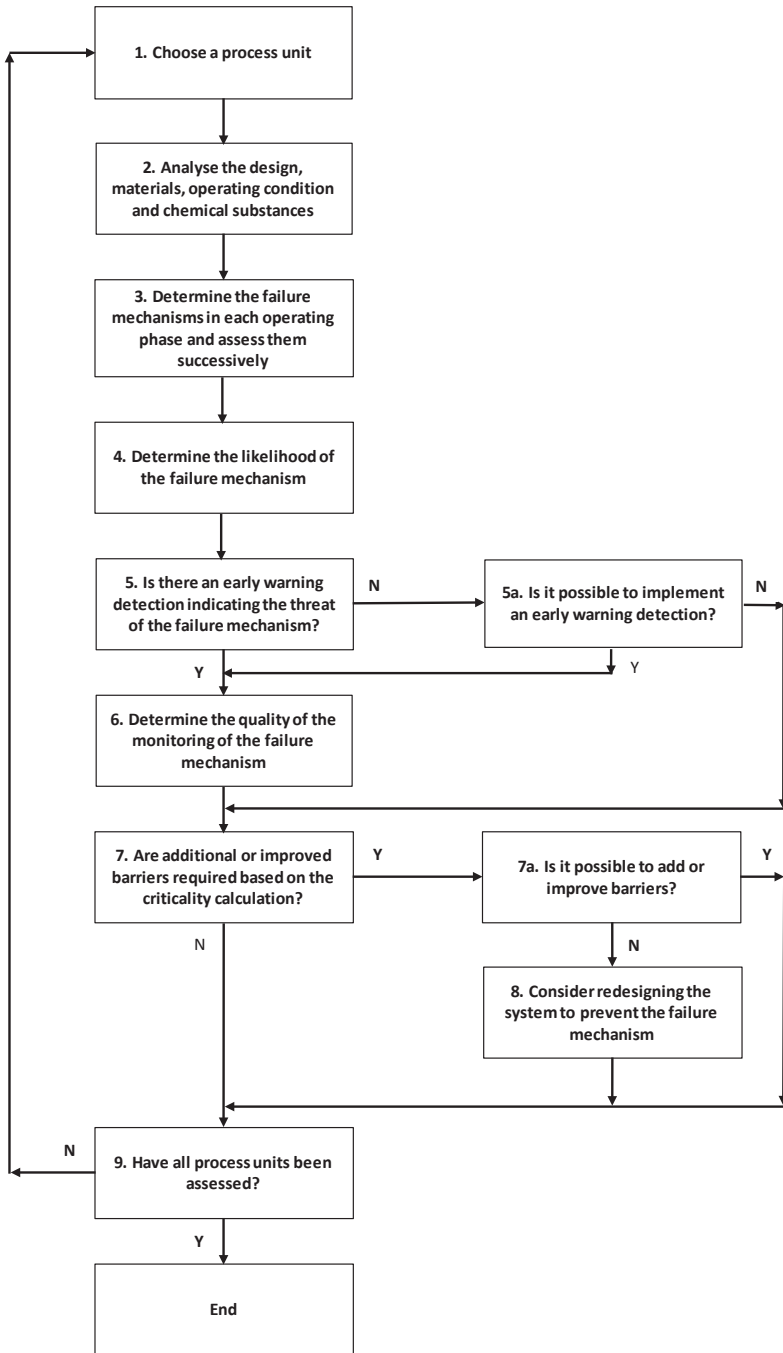 1. Choose a process unit
2. Analyse the design,
materials, operating condition
and chemical substances
3. Determine the failure
mechanisms in each operating
phase and assess them
successively
4. Determine the likelihood of
the failure mechanism
5. Is there an early warning
detection indicating the threat
of the failure mechanism?
N
5a. Is it possible to implement
an early warning detection?
N
Y
Y
6. Determine the quality of the
monitoring of the failure
mechanism
7. Are additional or improved
barriers required based on the
criticality calculation?
Y
7a. Is it possible to add or
improve barriers?
Y
N
N
8. Consider redesigning the
system to prevent the failure
mechanism
N
9. Have all process units been
assessed?
Y
End